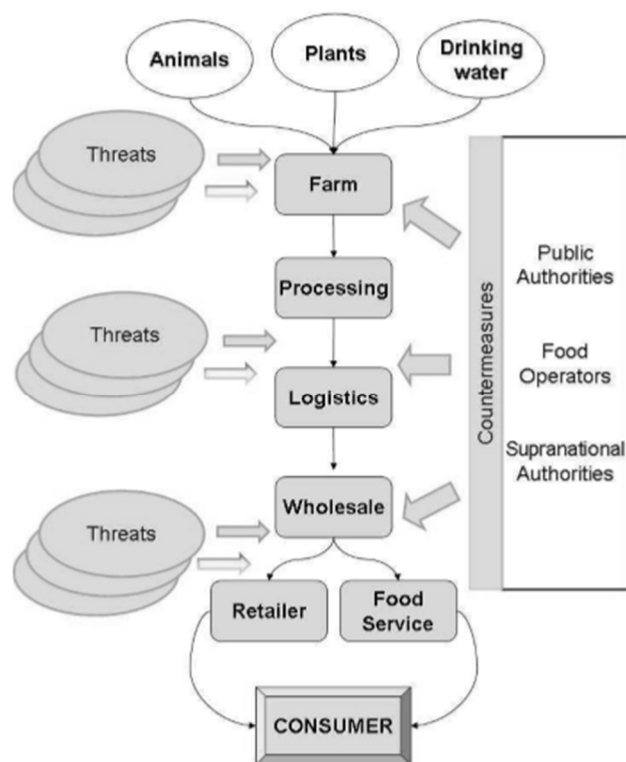 Animals
Plants
Drinking
water
Threats
Farm
Processing
Threats
Logistics
Wholesale
Threats
Retailer
Food
Service
CONSUMER
Countermeasures
Public
Authorities
Food
Operators
Supranational
Authorities